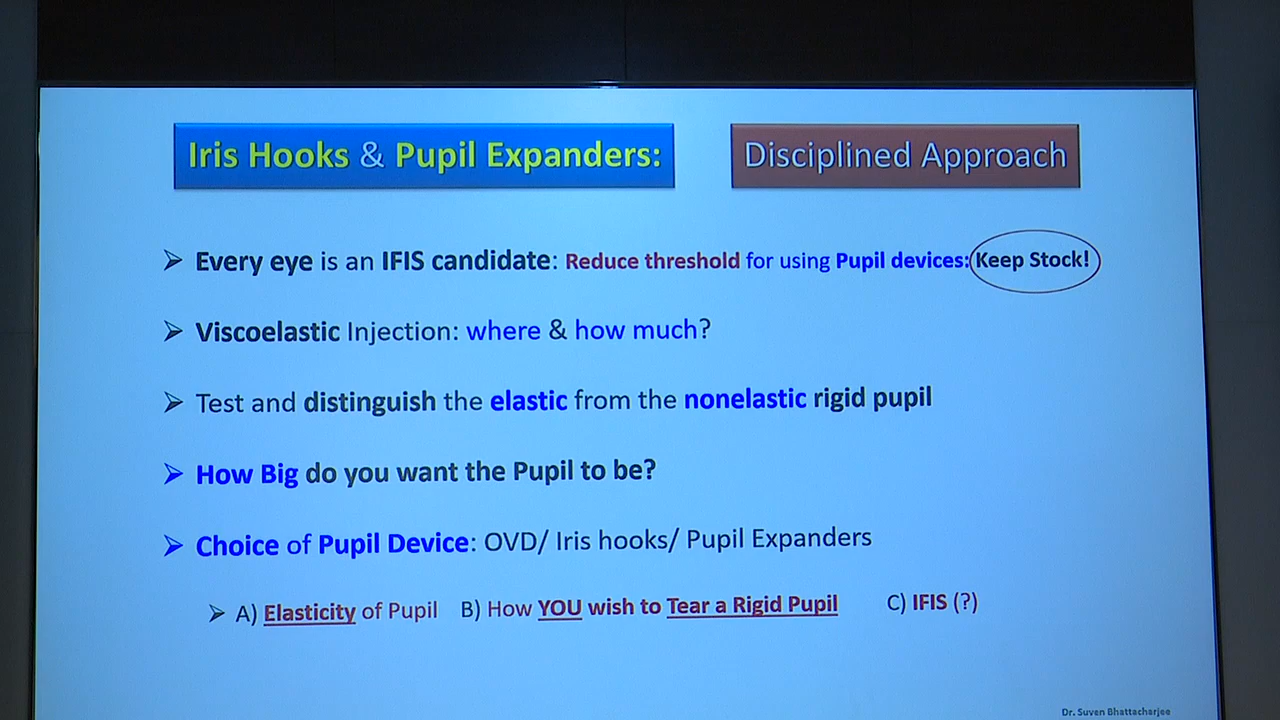 Iris Hooks & Pupil Expanders: Disciplined Approach
➢ Every eye is an IFIS candidate: Reduce threshold for using Pupil devices: Keep Stock!
➢ Viscoelastic Injection: where & how much?
➢ Test and distinguish the elastic from the nonelastic rigid pupil
➢ How Big do you want the Pupil to be?
➢ Choice of Pupil Device: OVD/ Iris hooks/ Pupil Expanders
➢ A) Elasticity of Pupil B) How YOU wish to Tear a Rigid Pupil C) IFIS (?)
Dr. Suven Bhattacharjee